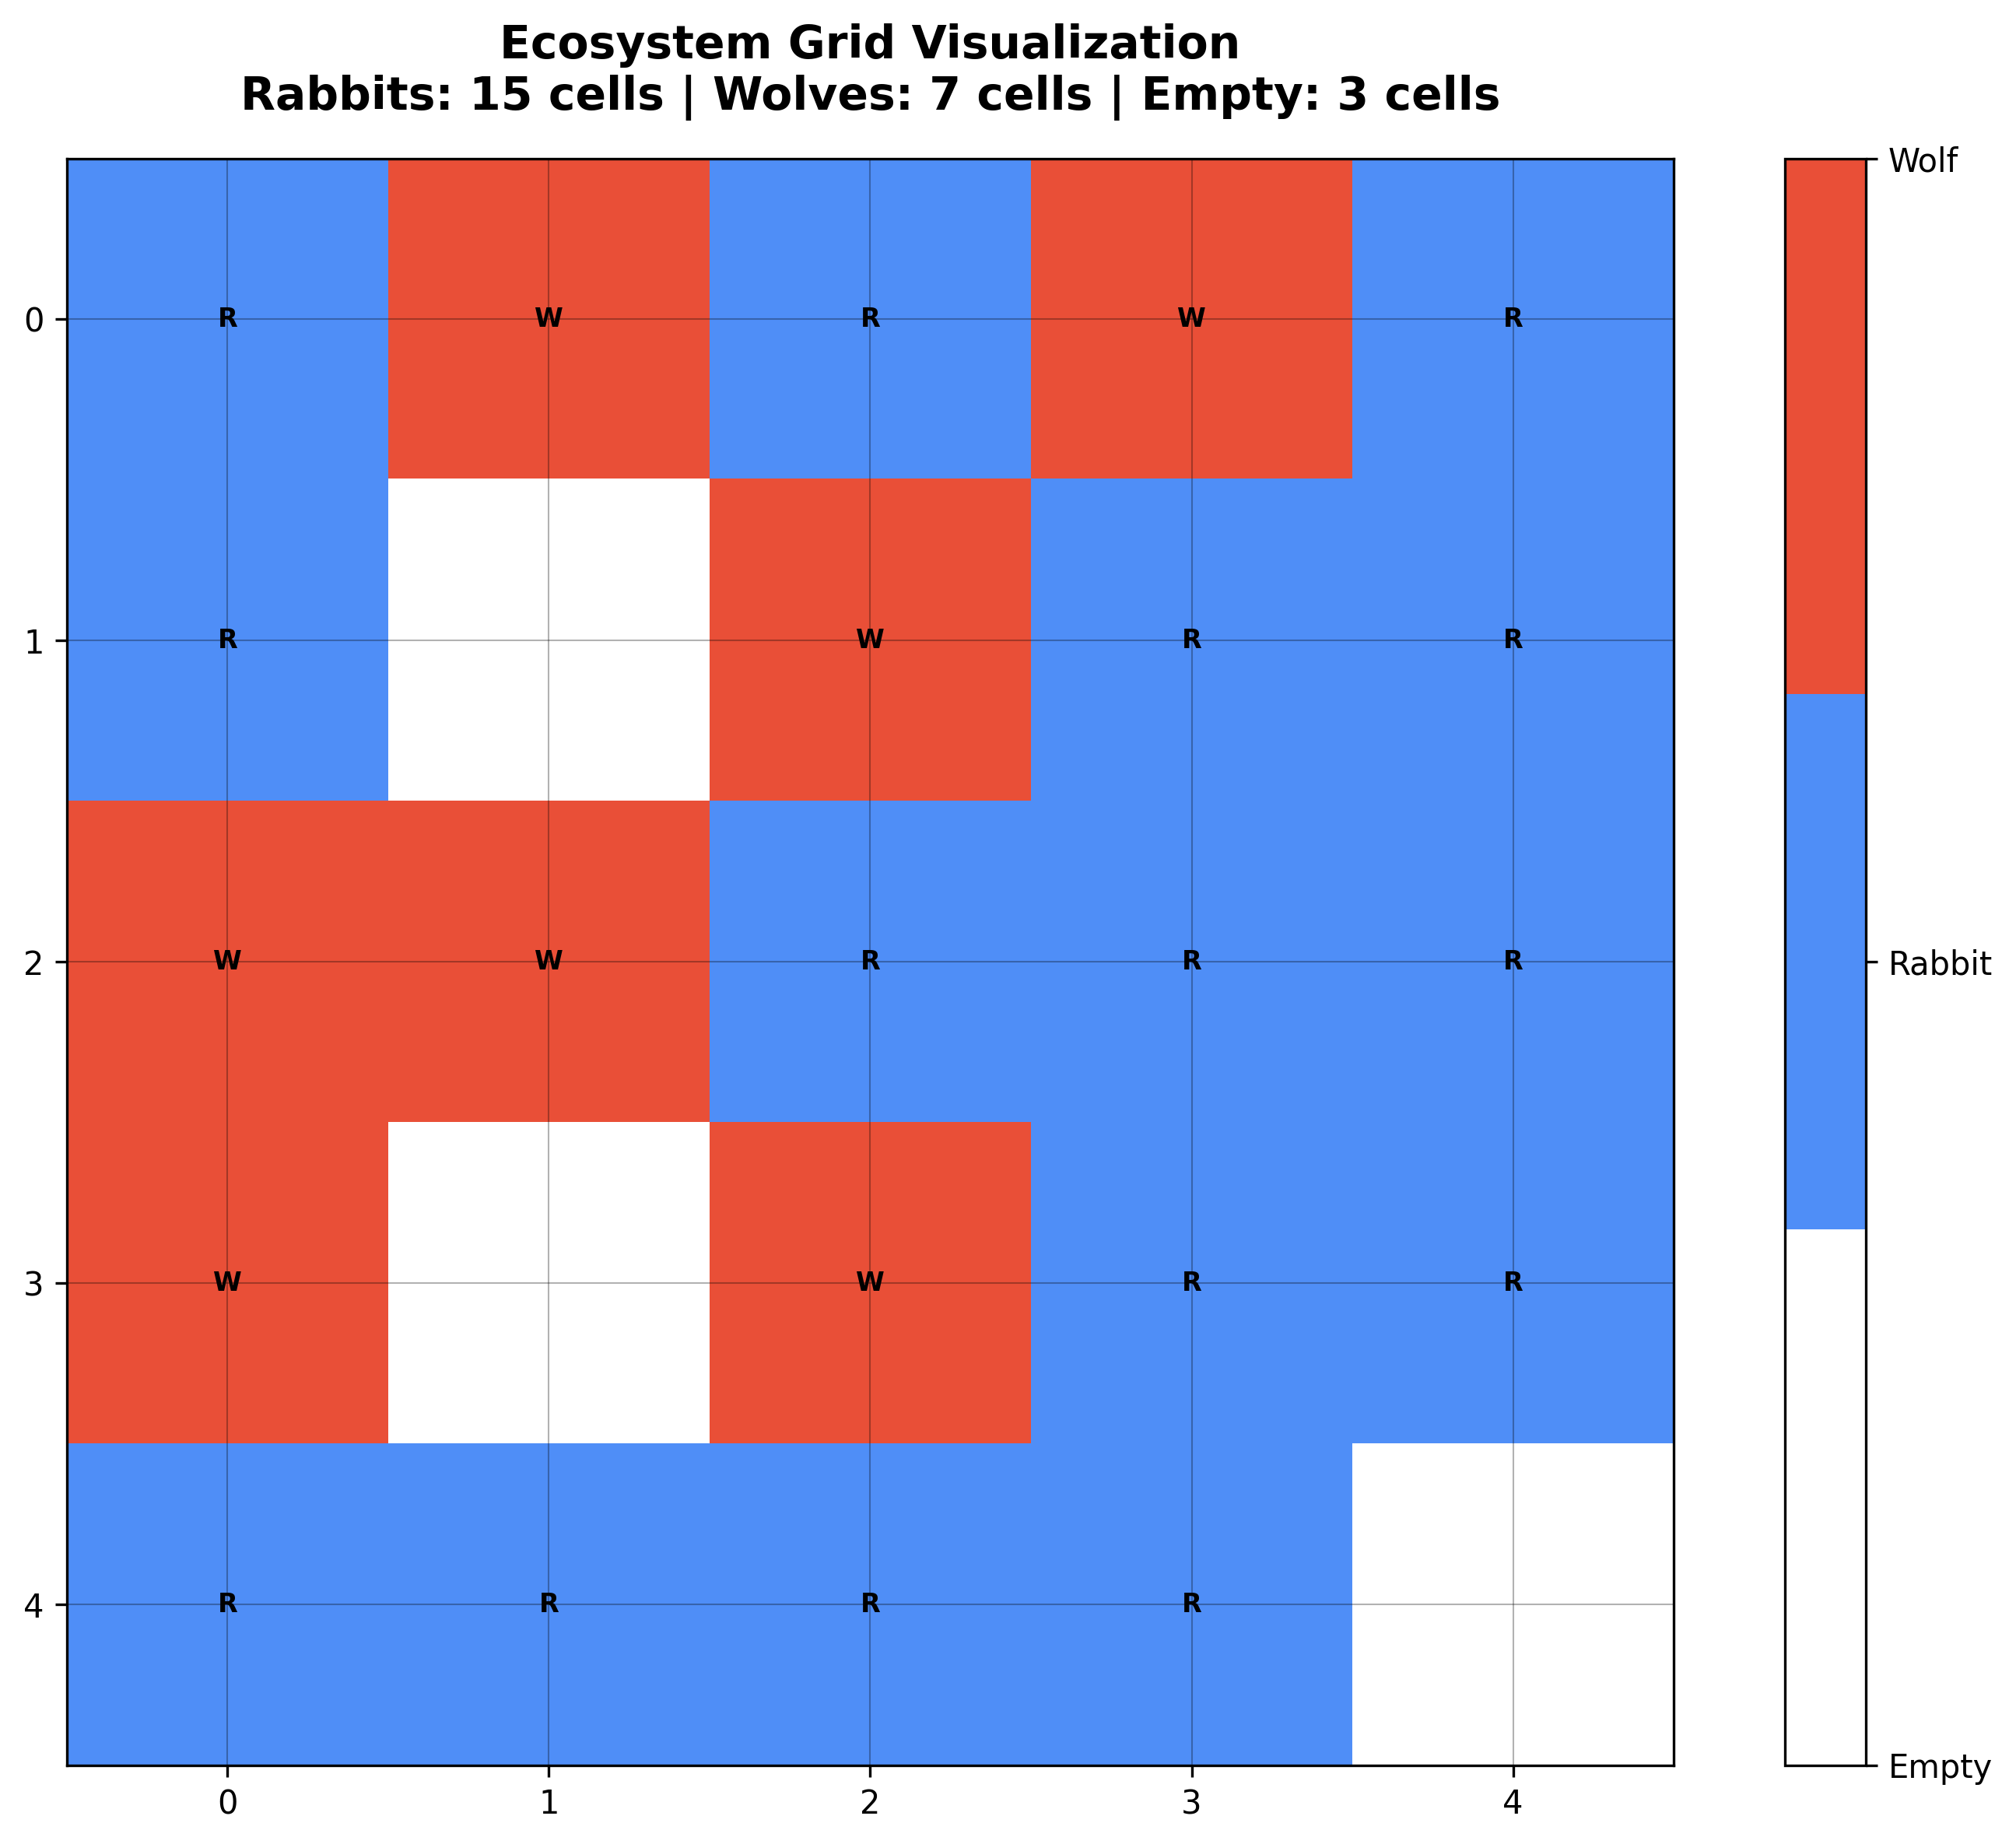 Ecosystem Grid Visualization
Rabbits: 15 cells | Wolves: 7 cells | Empty: 3 cells
Wolf
0 R W R W R
1 R W R R
2 W W R R R
Rabbit
3 W W R R
4 R R R R
Empty
0 1 2 3 4